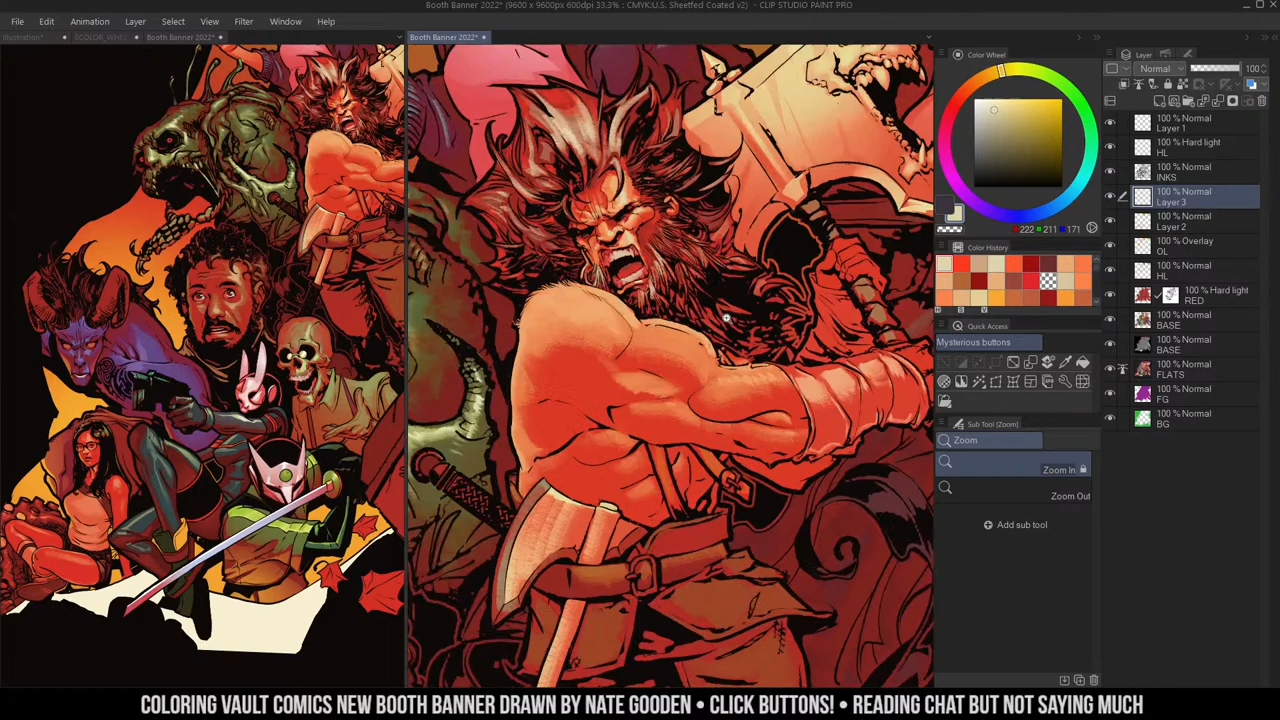 Booth Banner 2022* (9600 x 9600px 600dpi 33.3% : CMYK:U.S. Sheetfed Coated v2) - CLIP STUDIO PAINT PRO
File Edit Animation Layer Select View Filter Window Help
Illustration* Booth Banner 2022* Booth Banner 2022*
Color Wheel
Layer
Normal 100
100 % Normal
Layer 1
100 % Hard light
HL
100 % Normal
INKS
100 % Normal
Layer 3
100 % Normal
Layer 2
222 211 171
100 % Overlay
OL
Color History
100 % Normal
HL
100 % Hard light
RED
H S V
100 % Normal
BASE
Quick Access
Mysterious buttons
100 % Normal
BASE
100 % Normal
FLATS
100 % Normal
FG
100 % Normal
BG
Sub Tool [Zoom]
Zoom
Zoom In
Zoom Out
Add sub tool
COLORING VAULT COMICS NEW BOOTH BANNER DRAWN BY NATE GOODEN • CLICK BUTTONS! • READING CHAT BUT NOT SAYING MUCH